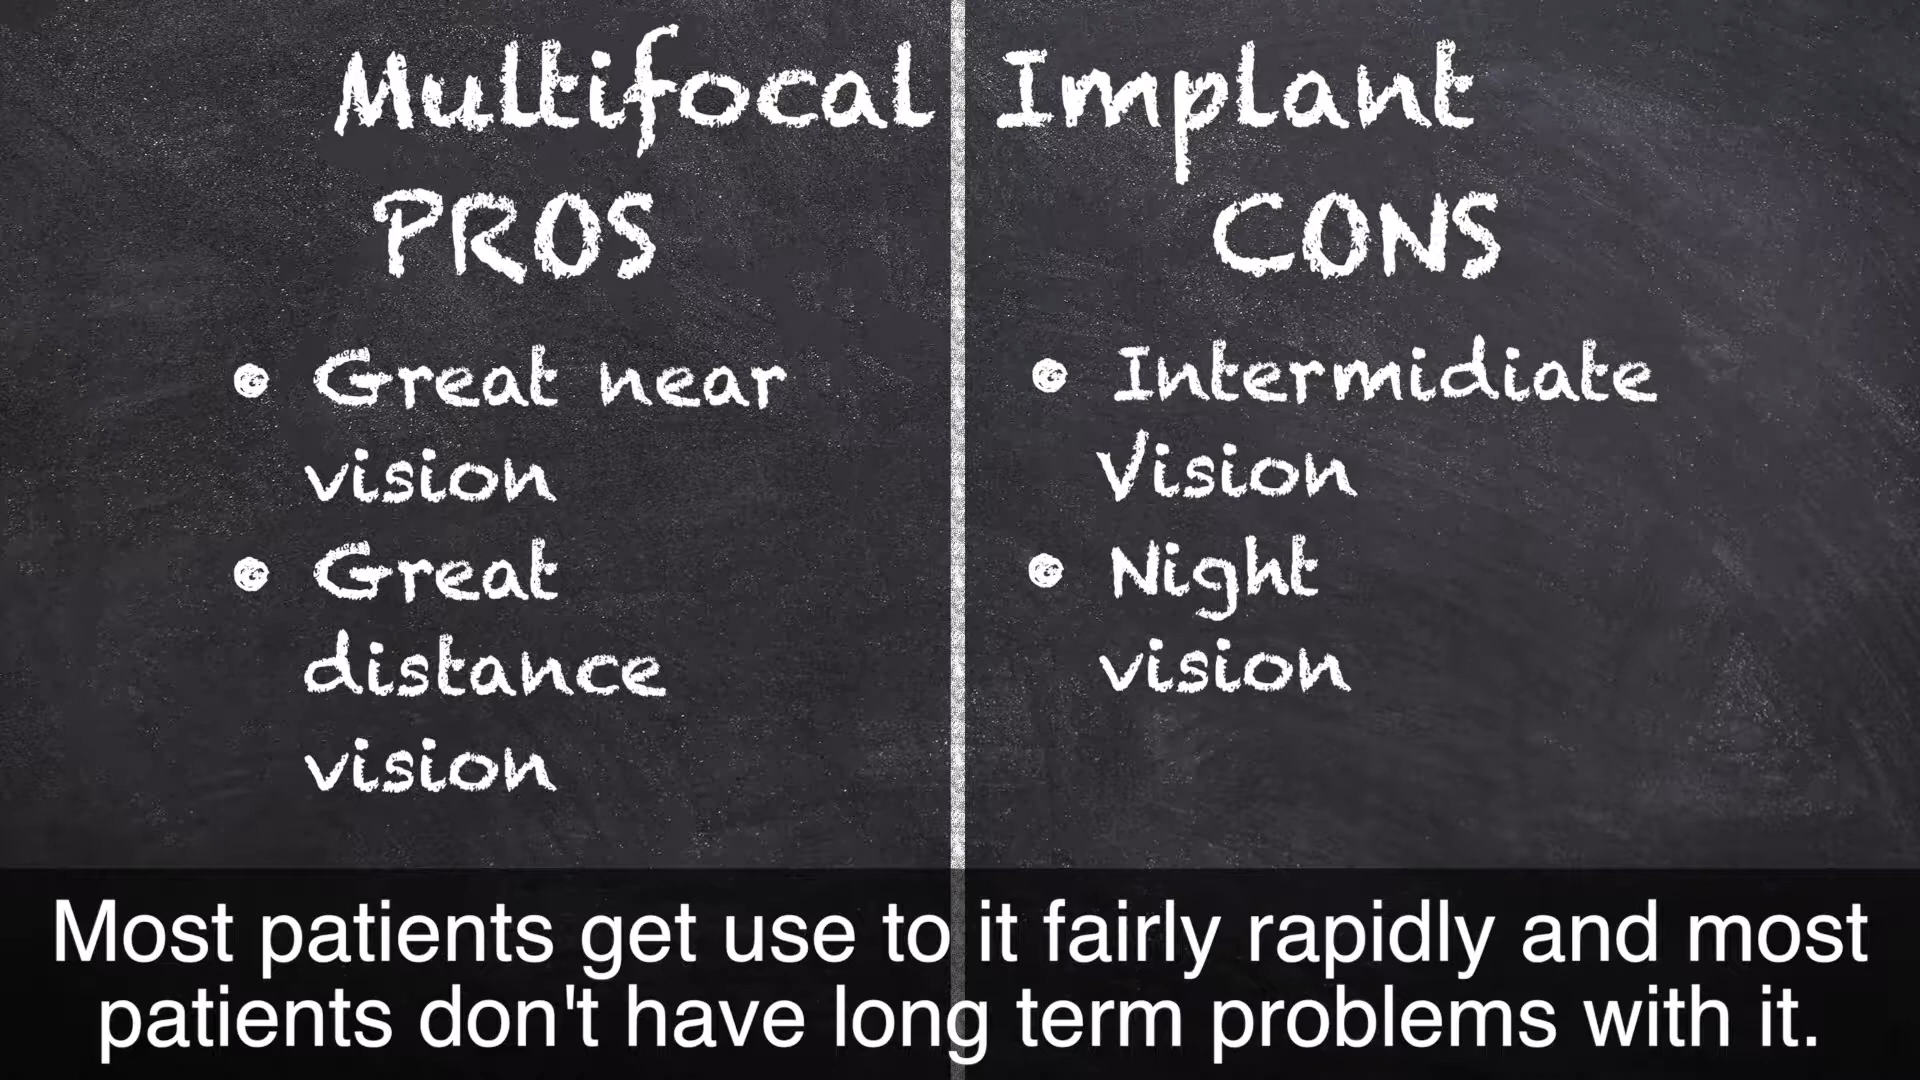 Multifocal Implant
PROS
• Great near
vision
• Great
distance
vision
CONS
• Intermidiate
Vision
• Night
vision
Most patients get use to it fairly rapidly and most
patients don't have long term problems with it.